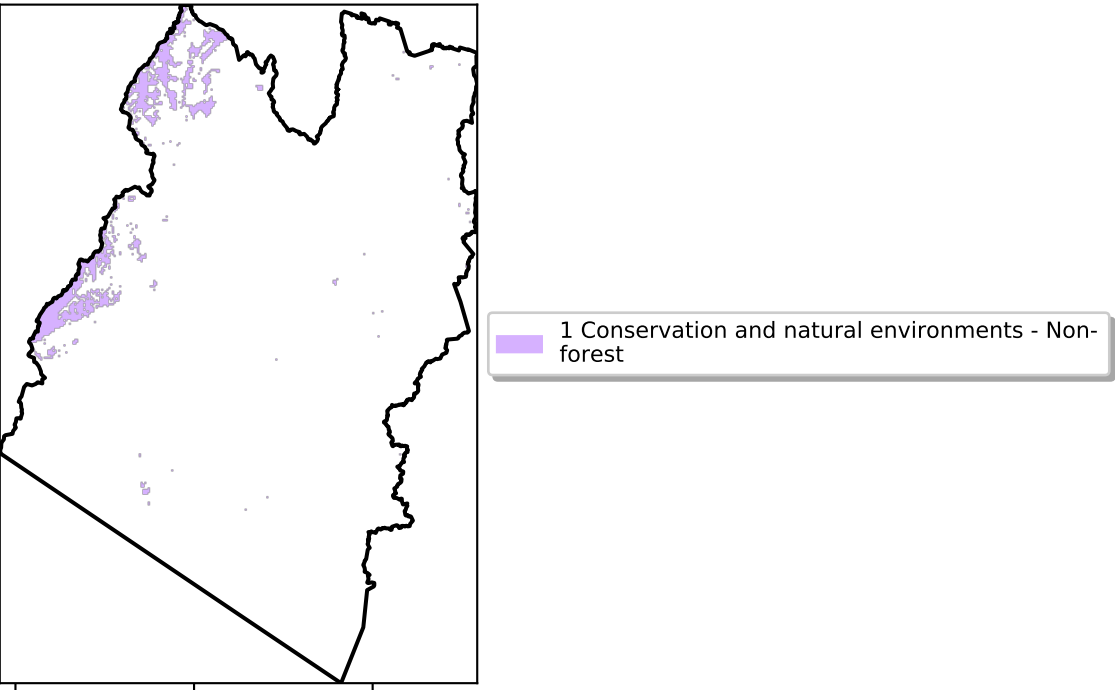 1 Conservation and natural environments - Non-
forest